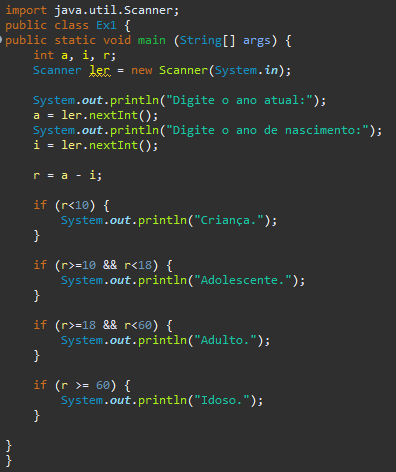 import java.util.Scanner;
public class Ex1 {
public static void main (String[] args) {
int a, i, r;
Scanner ler = new Scanner(System.in);
System.out.println("Digite o ano atual:");
a = ler.nextInt();
System.out.println("Digite o ano de nascimento:");
i = ler.nextInt();
r = a - i;
if (r<10) {
System.out.println("Criança.");
}
if (r>=10 && r<18) {
System.out.println("Adolescente.");
}
if (r>=18 && r<60) {
System.out.println("Adulto.");
}
if (r >= 60) {
System.out.println("Idoso.");
}
}
}